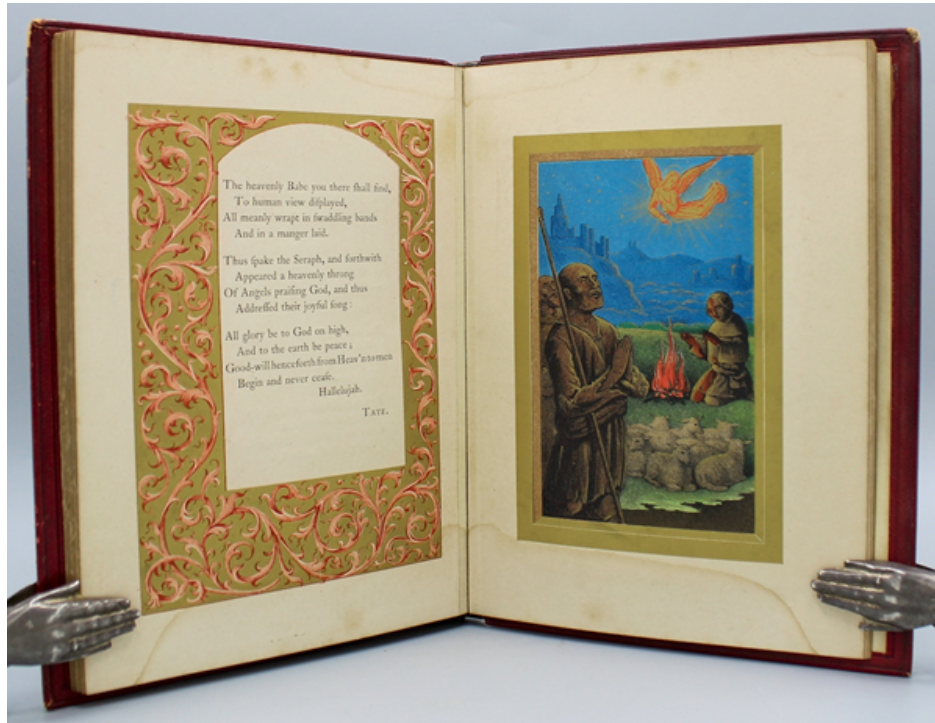 The heavenly Babe you there ſhall find,
To human view diſplayed,
All meanly wrapt in ſwaddling bands
And in a manger laid.
Thus ſpake the Seraph, and forthwith
Appeared a heavenly throng
Of Angels praiſing God, and thus
Addreſſed their joyful ſong:
All glory be to God on high,
And to the earth be peace;
Good-will henceforth from Heav'n to men
Begin and never ceaſe.
Hallelujah.
TATE.